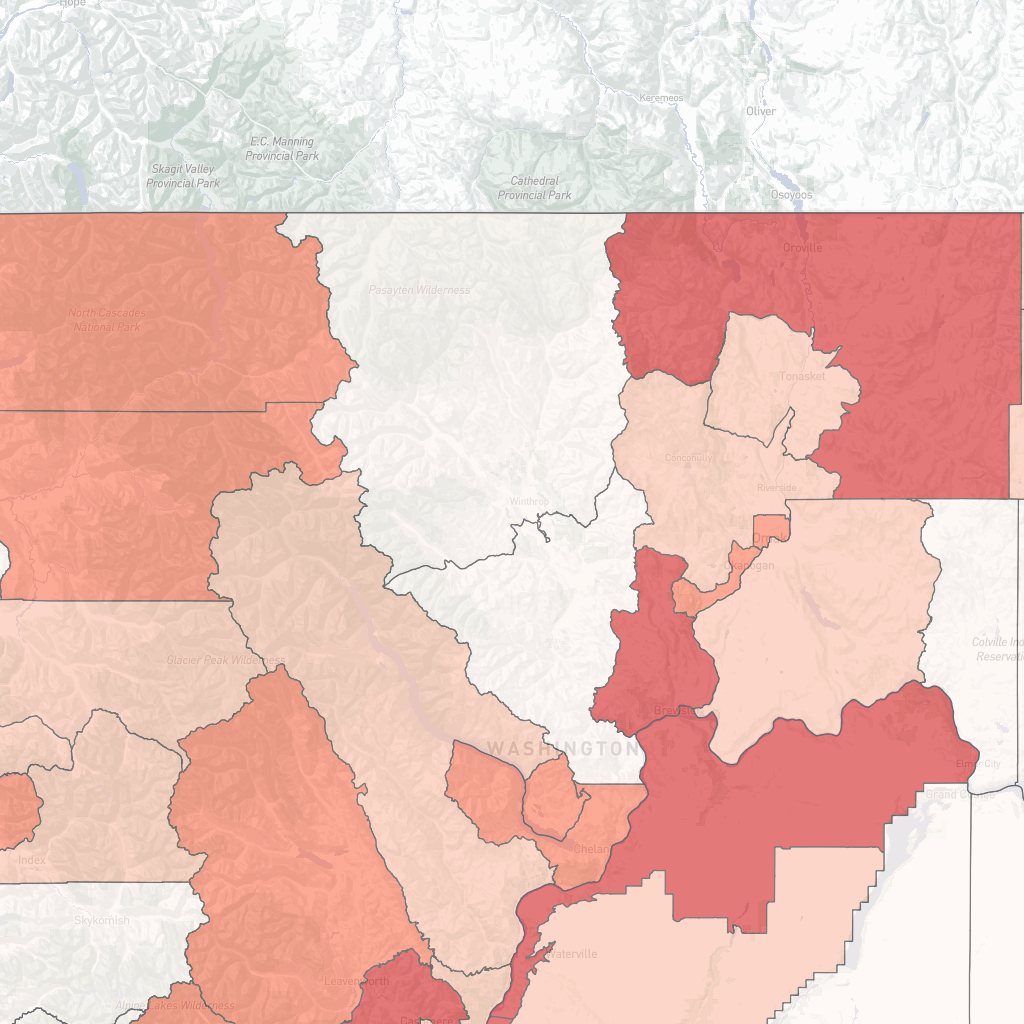 Hope
Keremeos
Oliver
E.C. Manning
Provincial Park
Skagit Valley
Provincial Park
Cathedral
Provincial Park
Osoyoos
Oroville
Pasayten Wilderness
North Cascades
National Park
Tonasket
Conconully
Riverside
Winthrop
Omak
Okanogan
Colville Ind
Reservatio
Glacier Peak Wilderness
Brewster
WASHINGTON
Elmer City
Grand Coulee
Chelan
Index
Skykomish
Waterville
Leavenworth
Alpine Lakes Wilderness
Cashmere